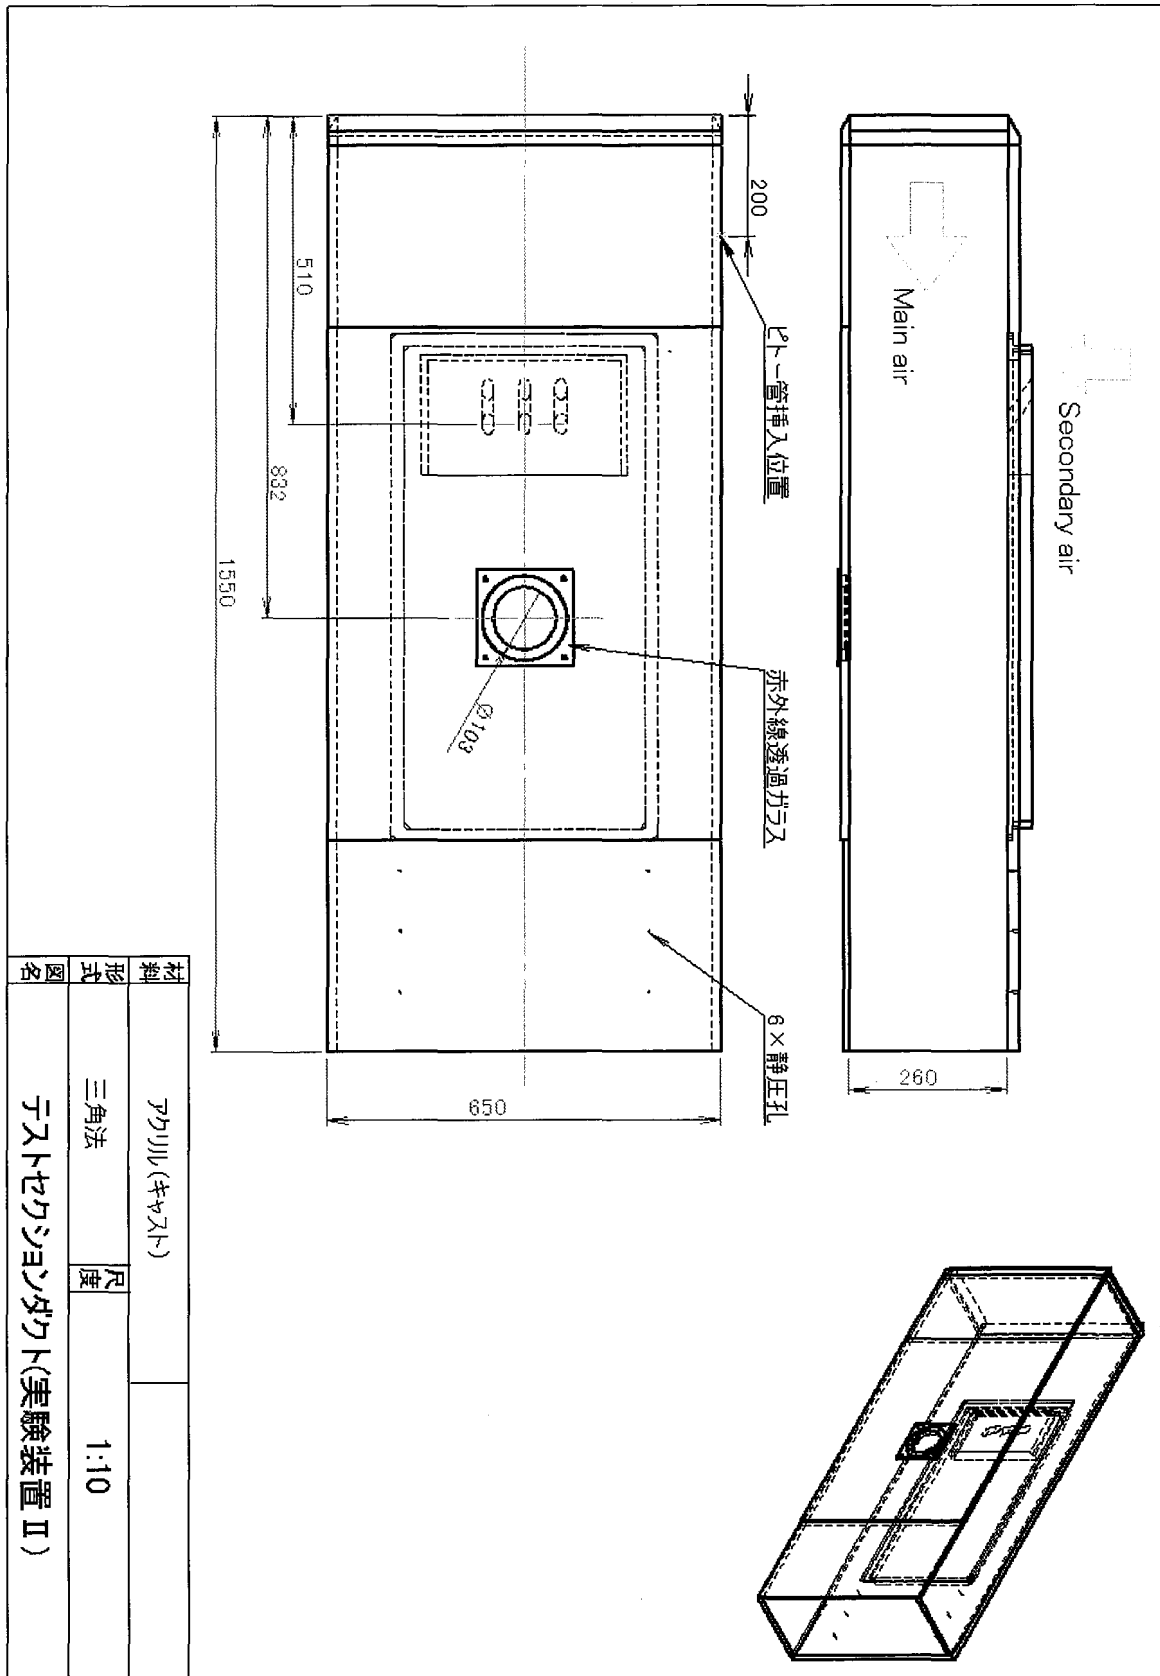 Secondary air
Main air
260
200
ピトー管挿入位置
赤外線透過ガラス
6×静圧孔
Ø103
650
510
832
1550
材料 アクリル(キャスト)
形式 三角法 尺度 1:10
図名 テストセクションダクト(実験装置Ⅱ)